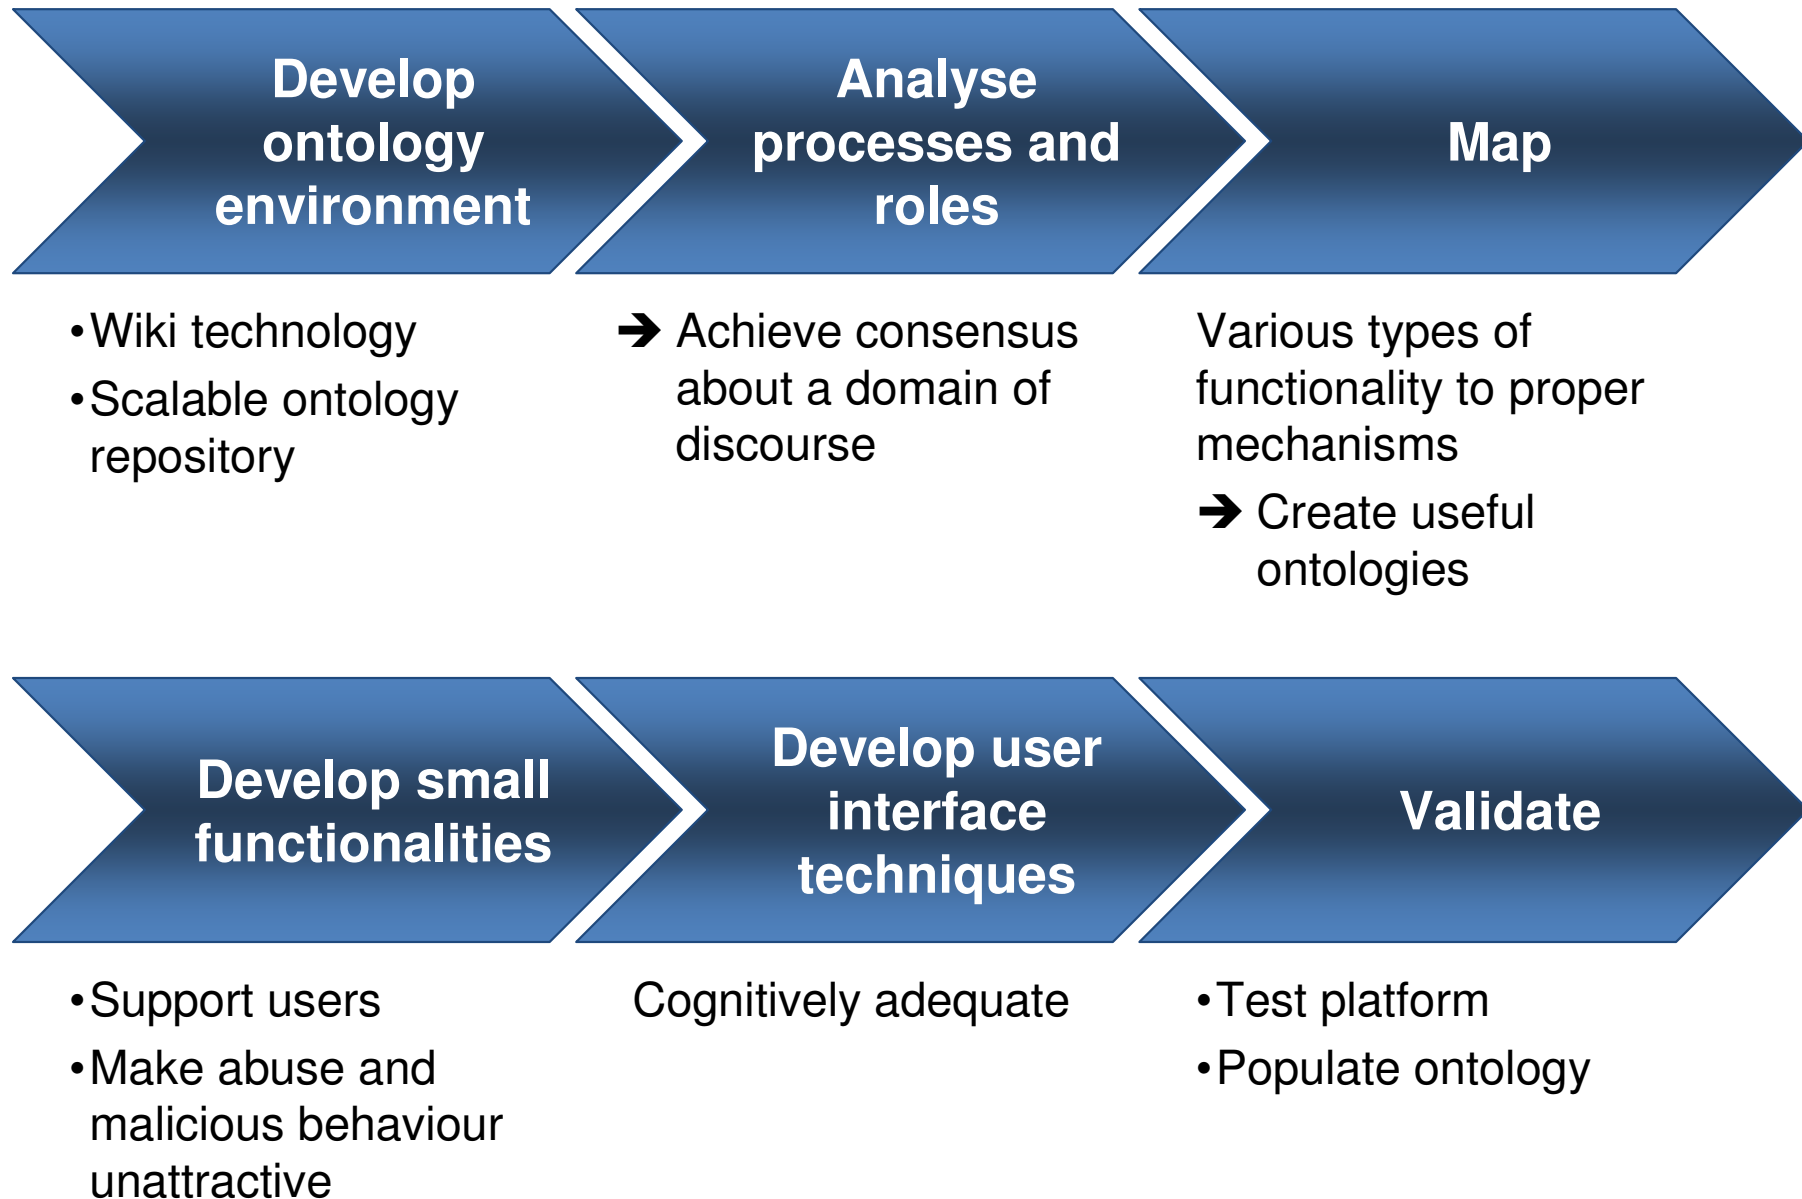 Develop
ontology
environment
Analyse
processes and
roles
Map
•Wiki technology
•Scalable ontology
repository
➔ Achieve consensus
about a domain of
discourse
Various types of
functionality to proper
mechanisms
➔ Create useful
ontologies
Develop small
functionalities
Develop user
interface
techniques
Validate
•Support users
•Make abuse and
malicious behaviour
unattractive
Cognitively adequate
•Test platform
•Populate ontology